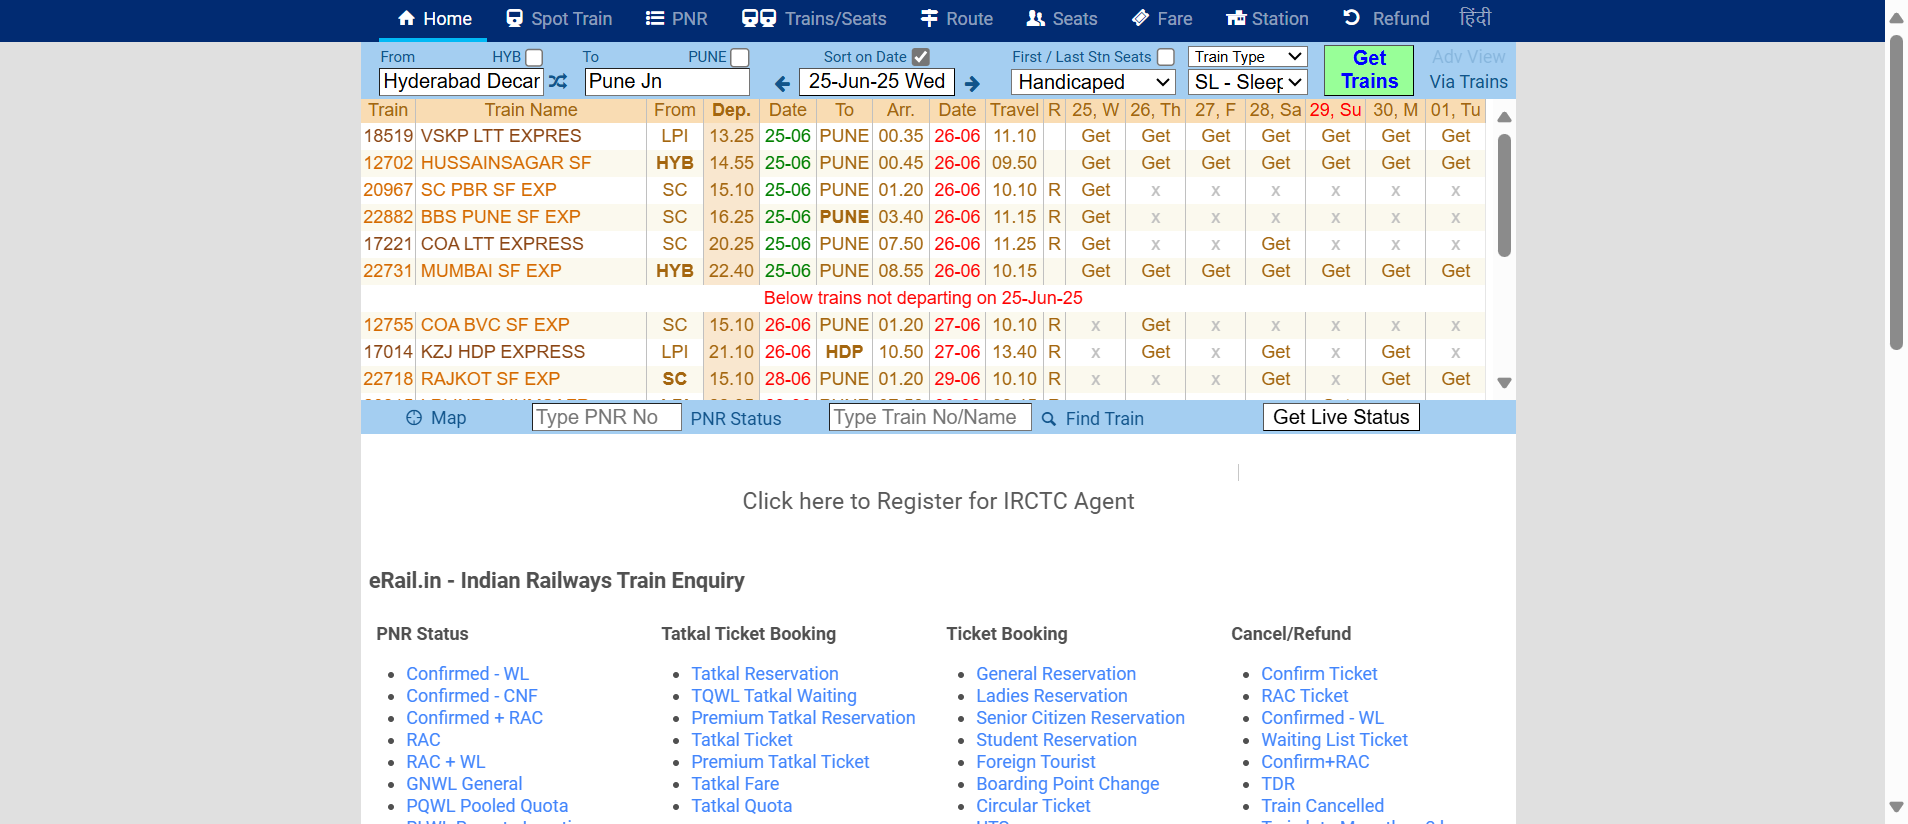 Home Spot Train PNR Trains/Seats Route Seats Fare Station Refund हिंदी
From HYB To PUNE Sort on Date First / Last Stn Seats Train Type Get Trains Adv View
Hyderabad Decan Pune Jn 25-Jun-25 Wed Handicaped SL - Sleep Via Trains
Train Train Name From Dep. Date To Arr. Date Travel R 25, W 26, Th 27, F 28, Sa 29, Su 30, M 01, Tu
18519 VSKP LTT EXPRES LPI 13.25 25-06 PUNE 00.35 26-06 11.10 Get Get Get Get Get Get Get
12702 HUSSAINSAGAR SF HYB 14.55 25-06 PUNE 00.45 26-06 09.50 Get Get Get Get Get Get Get
20967 SC PBR SF EXP SC 15.10 25-06 PUNE 01.20 26-06 10.10 R Get x x x x x x
22882 BBS PUNE SF EXP SC 16.25 25-06 PUNE 03.40 26-06 11.15 R Get x x x x x x
17221 COA LTT EXPRESS SC 20.25 25-06 PUNE 07.50 26-06 11.25 R Get x x Get x x x
22731 MUMBAI SF EXP HYB 22.40 25-06 PUNE 08.55 26-06 10.15 Get Get Get Get Get Get Get
Below trains not departing on 25-Jun-25
12755 COA BVC SF EXP SC 15.10 26-06 PUNE 01.20 27-06 10.10 R x Get x x x x x
17014 KZJ HDP EXPRESS LPI 21.10 26-06 HDP 10.50 27-06 13.40 R x Get x Get x Get x
22718 RAJKOT SF EXP SC 15.10 28-06 PUNE 01.20 29-06 10.10 R x x x Get x Get Get
Map Type PNR No PNR Status Type Train No/Name Find Train Get Live Status
Click here to Register for IRCTC Agent
eRail.in - Indian Railways Train Enquiry
PNR Status Tatkal Ticket Booking Ticket Booking Cancel/Refund
Confirmed - WL Tatkal Reservation General Reservation Confirm Ticket
Confirmed - CNF TQWL Tatkal Waiting Ladies Reservation RAC Ticket
Confirmed + RAC Premium Tatkal Reservation Senior Citizen Reservation Confirmed - WL
RAC Tatkal Ticket Student Reservation Waiting List Ticket
RAC + WL Premium Tatkal Ticket Foreign Tourist Confirm+RAC
GNWL General Tatkal Fare Boarding Point Change TDR
PQWL Pooled Quota Tatkal Quota Circular Ticket Train Cancelled